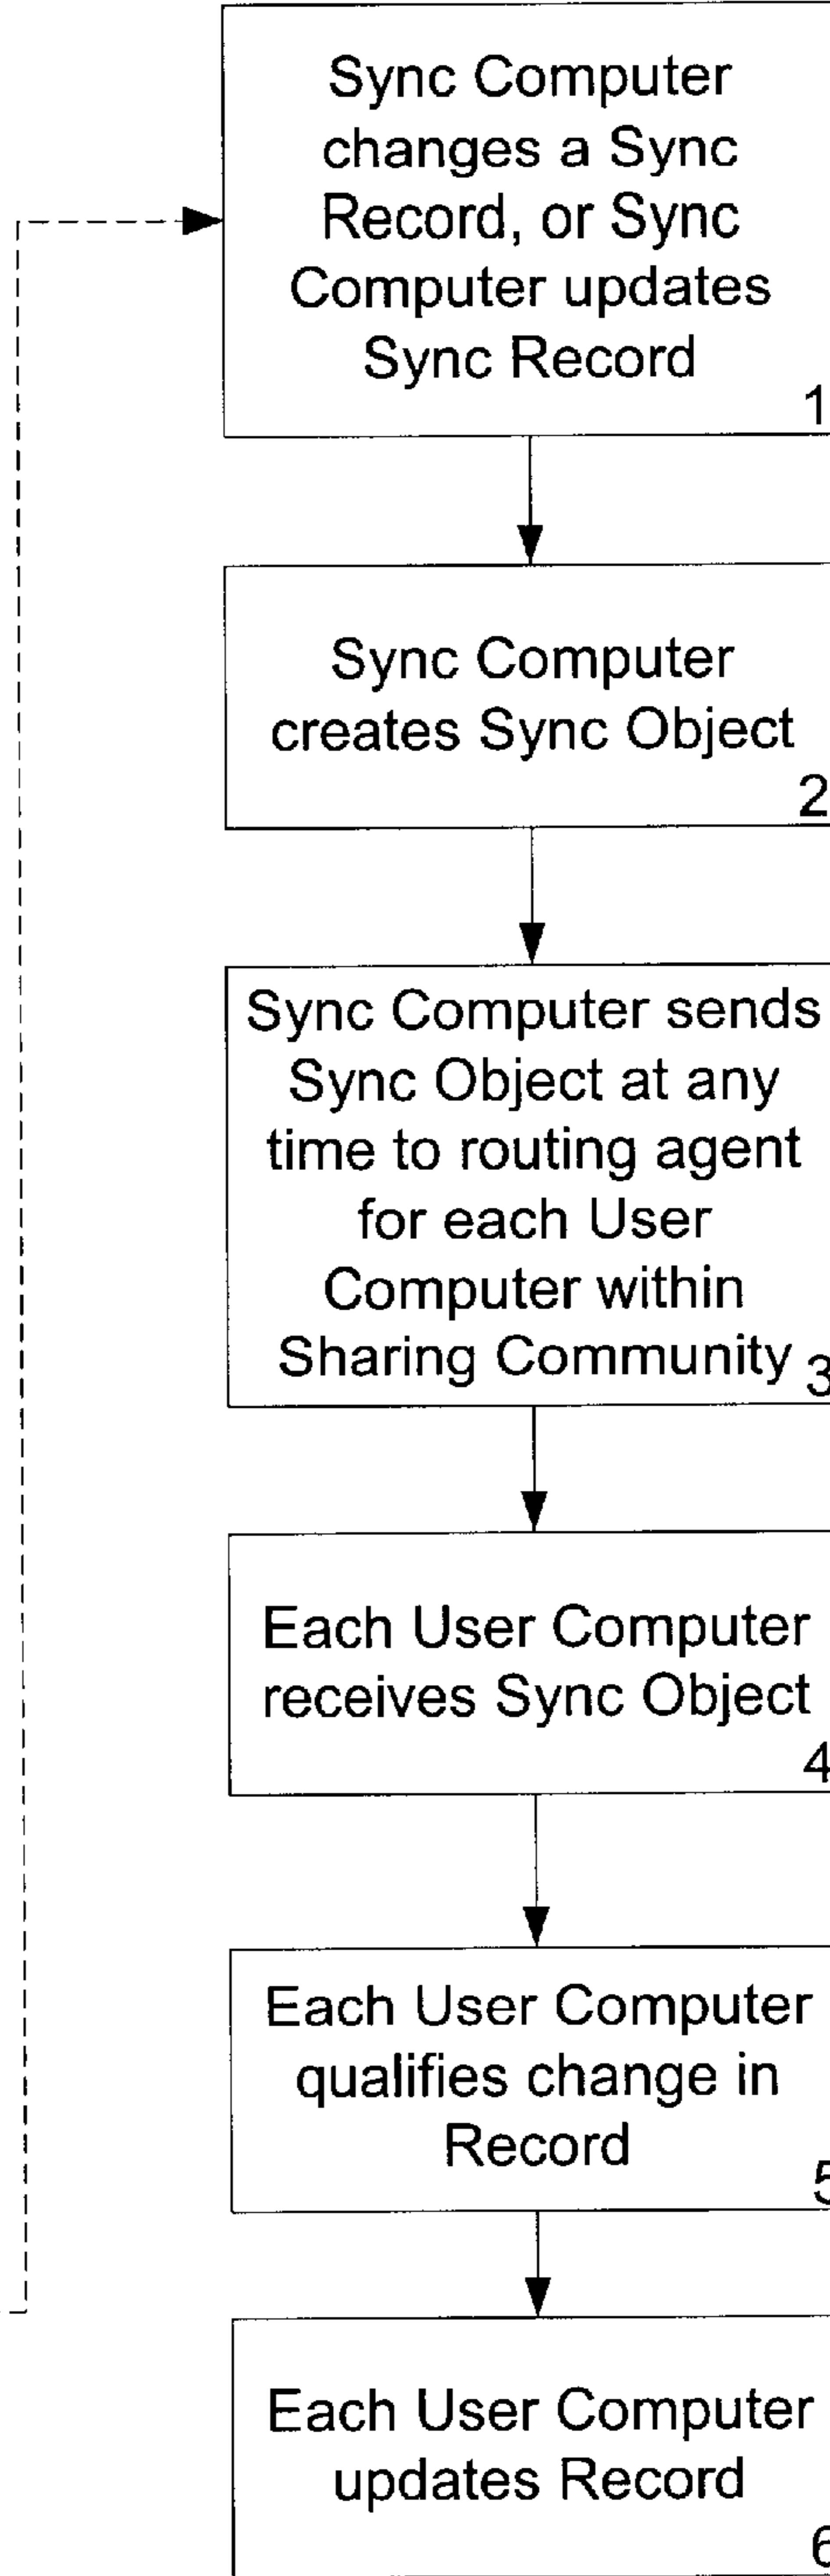 Sync Computer
changes a Sync
Record, or Sync
Computer updates
Sync Record
1
Sync Computer
creates Sync Object
2
Sync Computer sends
Sync Object at any
time to routing agent
for each User
Computer within
Sharing Community
3
Each User Computer
receives Sync Object
4
Each User Computer
qualifies change in
Record
5
Each User Computer
updates Record
6